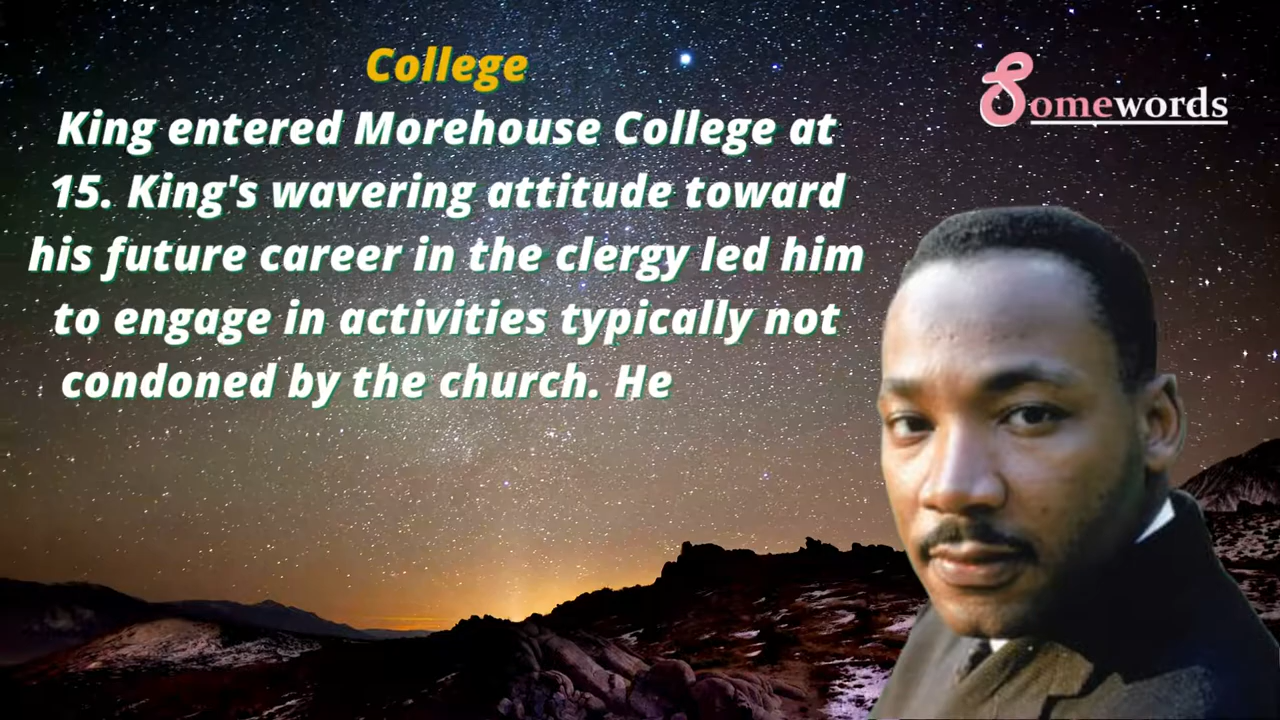 College
King entered Morehouse College at
15. King's wavering attitude toward
his future career in the clergy led him
to engage in activities typically not
condoned by the church. He
Somewords